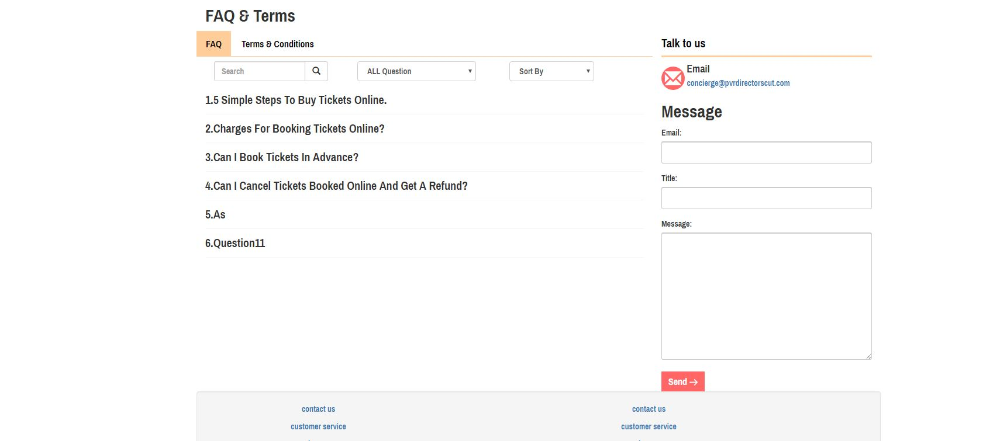 FAQ & Terms
FAQ
Terms & Conditions
Search
ALL Question
Sort By
1.5 Simple Steps To Buy Tickets Online.
2.Charges For Booking Tickets Online?
3.Can I Book Tickets In Advance?
4.Can I Cancel Tickets Booked Online And Get A Refund?
5.As
6.Question11
Talk to us
Email
concierge@pvrdirectorscut.com
Message
Email:
Title:
Message:
Send →
contact us
contact us
customer service
customer service